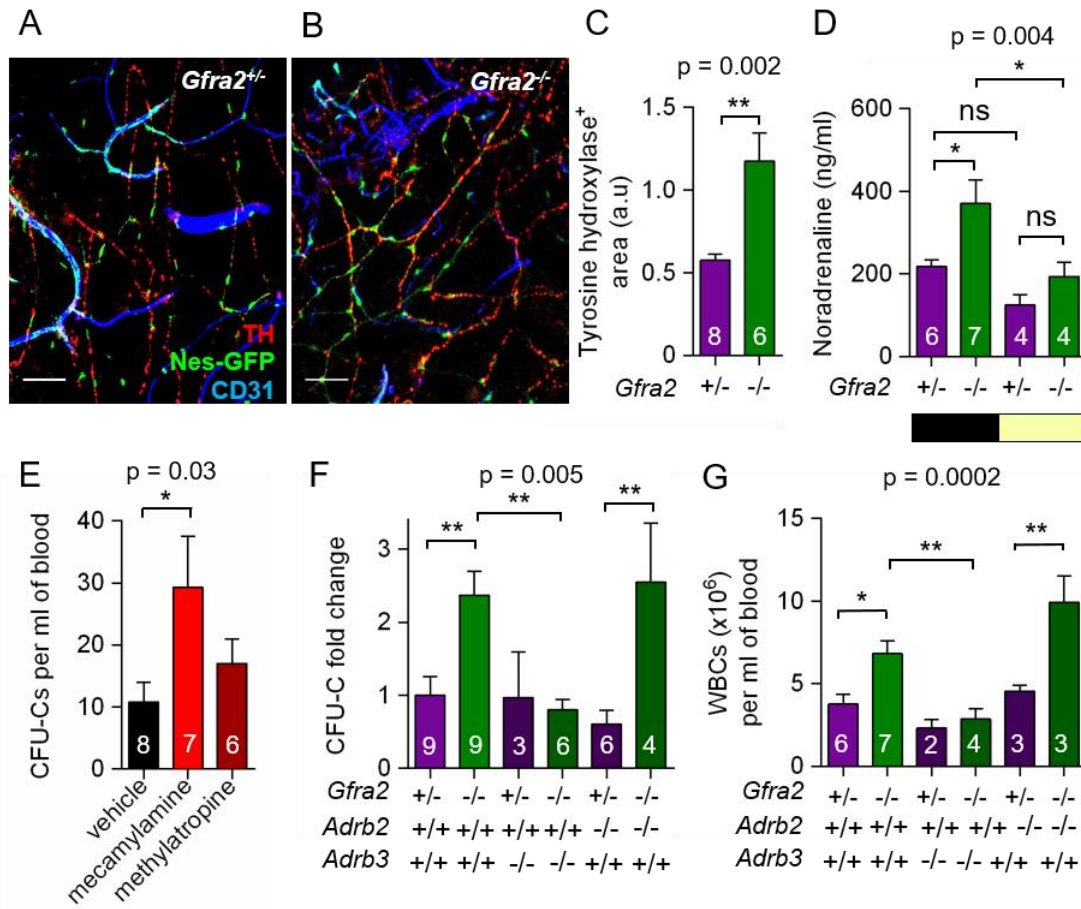 A
Gfra2+/-
TH
Nes-GFP
CD31
B
Gfra2-/-
C
p = 0.002
**
Tyrosine hydroxylase+
area (a.u)
1.5
1.0
0.5
0
8
6
Gfra2 +/- -/-
D
p = 0.004
*
ns
*
ns
Noradrenaline (ng/ml)
600
400
200
0
6
7
4
4
Gfra2 +/- -/- +/- -/-
E
p = 0.03
*
CFU-Cs per ml of blood
40
30
20
10
0
8
7
6
vehicle
mecamylamine
methylatropine
F
p = 0.005
**
**
**
CFU-C fold change
3
2
1
0
9
9
3
6
6
4
Gfra2 +/- -/- +/- -/- +/- -/-
Adrb2 +/+ +/+ +/+ +/+ -/- -/-
Adrb3 +/+ +/+ -/- -/- +/+ +/+
G
p = 0.0002
**
**
*
WBCs (x10⁶)
per ml of blood
15
10
5
0
6
7
2
4
3
3
Gfra2 +/- -/- +/- -/- +/- -/-
Adrb2 +/+ +/+ +/+ +/+ -/- -/-
Adrb3 +/+ +/+ -/- -/- +/+ +/+